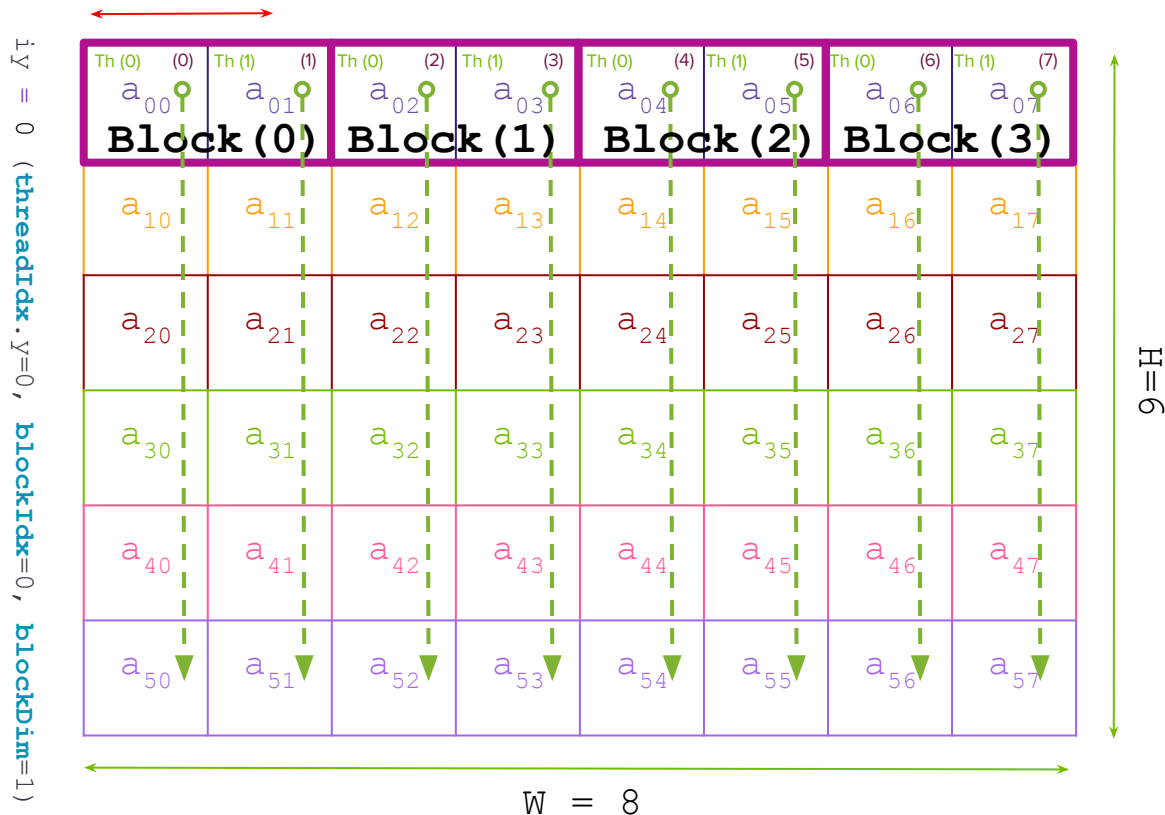 iy = 0 (threadIdx.y=0, blockIdx=0, blockDim=1)
Th (0) (0) Th (1) (1) Th (0) (2) Th (1) (3) Th (0) (4) Th (1) (5) Th (0) (6) Th (1) (7)
a00 a01 a02 a03 a04 a05 a06 a07
Block(0) Block(1) Block(2) Block(3)
a10 a11 a12 a13 a14 a15 a16 a17
a20 a21 a22 a23 a24 a25 a26 a27
a30 a31 a32 a33 a34 a35 a36 a37
a40 a41 a42 a43 a44 a45 a46 a47
a50 a51 a52 a53 a54 a55 a56 a57
H=6
W = 8